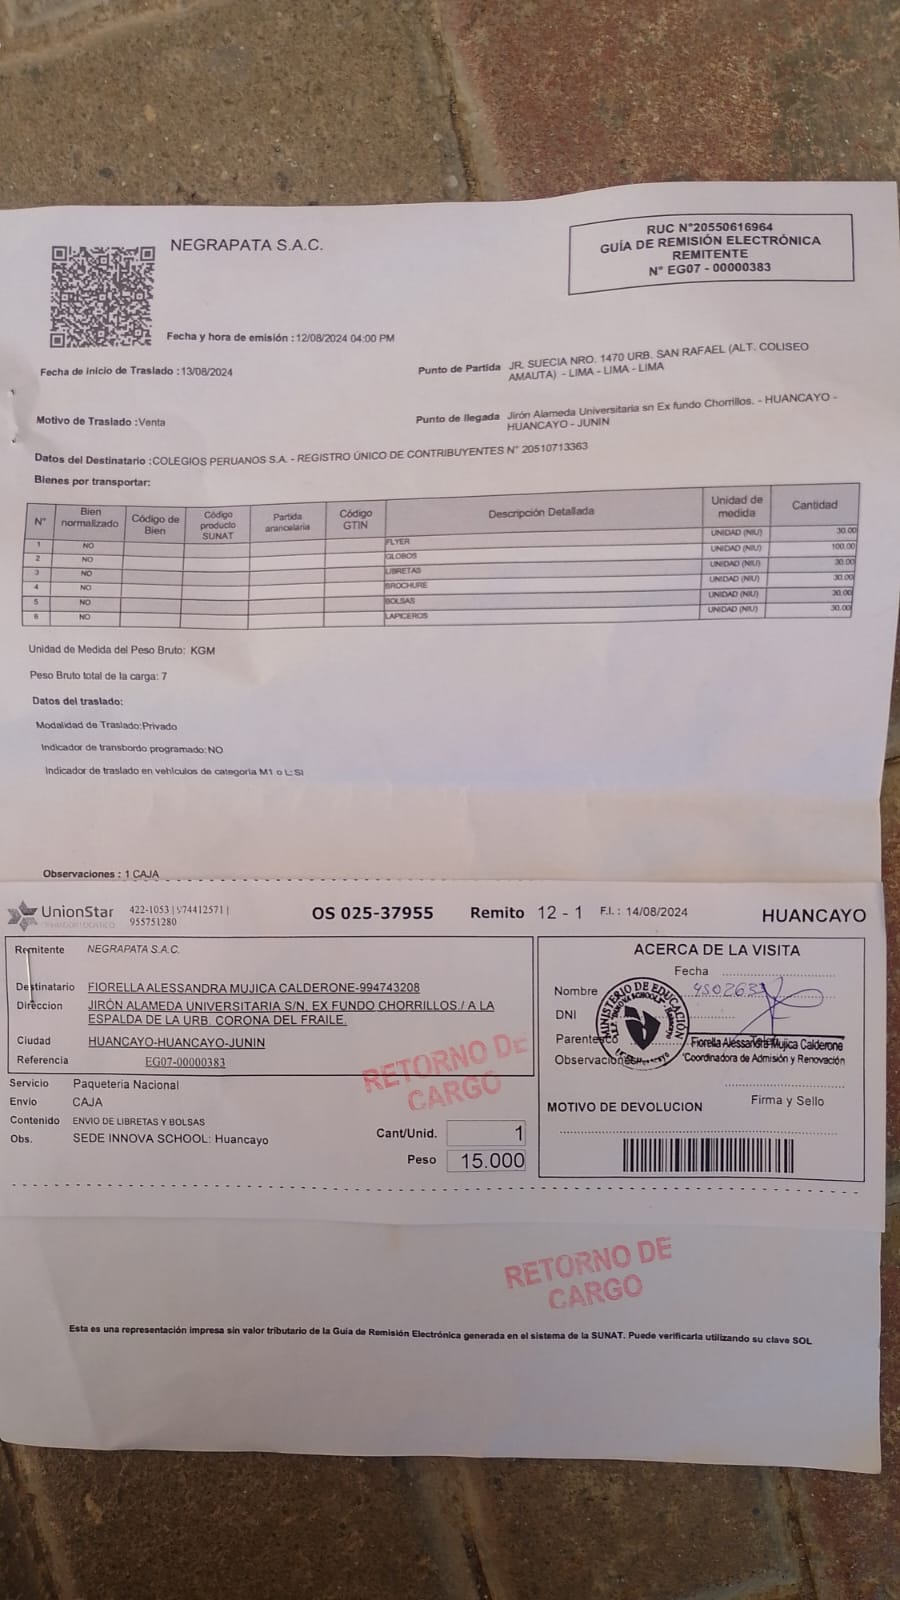 NEGRAPATA S.A.C.
RUC N°20550616964
GUÍA DE REMISIÓN ELECTRÓNICA
REMITENTE
N° EG07 - 00000383
Fecha y hora de emisión : 12/08/2024 04:00 PM
Fecha de inicio de Traslado : 13/08/2024
Punto de Partida JR. SUECIA NRO. 1470 URB. SAN RAFAEL (ALT. COLISEO
AMAUTA) - LIMA - LIMA - LIMA
Motivo de Traslado : Venta
Punto de llegada Jirón Alameda Universitaria sn Ex fundo Chorrillos. - HUANCAYO -
HUANCAYO - JUNIN
Datos del Destinatario : COLEGIOS PERUANOS S.A. - REGISTRO ÚNICO DE CONTRIBUYENTES N° 20510713363
Bienes por transportar:
N° Bien normalizado Código de Bien Código producto SUNAT Partida arancelaria Código GTIN Descripción Detallada Unidad de medida Cantidad
1 NO FLYER UNIDAD (NIU) 30.00
2 NO GLOBOS UNIDAD (NIU) 100.00
3 NO LIBRETAS UNIDAD (NIU) 30.00
4 NO BROCHURE UNIDAD (NIU) 30.00
5 NO BOLSAS UNIDAD (NIU) 30.00
6 NO LAPICEROS UNIDAD (NIU) 30.00
Unidad de Medida del Peso Bruto: KGM
Peso Bruto total de la carga: 7
Datos del traslado:
Modalidad de Traslado:Privado
Indicador de transbordo programado:NO
Indicador de traslado en vehículos de categoría M1 o L:SI
Observaciones : 1 CAJA
UnionStar
422-1053 | 974412571 |
955751280
OS 025-37955 Remito 12 - 1 F.I.: 14/08/2024 HUANCAYO
Remitente NEGRAPATA S.A.C.
Destinatario FIORELLA ALESSANDRA MUJICA CALDERONE-994743208
Direccion JIRÓN ALAMEDA UNIVERSITARIA S/N. EX FUNDO CHORRILLOS./ A LA
ESPALDA DE LA URB. CORONA DEL FRAILE.
Ciudad HUANCAYO-HUANCAYO-JUNIN
Referencia EG07-00000383
Servicio Paqueteria Nacional
Envio CAJA
Contenido ENVIO DE LIBRETAS Y BOLSAS
Obs. SEDE INNOVA SCHOOL: Huancayo
RETORNO DE
CARGO
Cant/Unid. 1
Peso 15.000
ACERCA DE LA VISITA
Fecha
Nombre
DNI
Parentesco
Observaciones
MINISTERIO DE EDUCACIÓN
Fiorella Alessandra Mujica Calderone
Coordinadora de Admisión y Renovación
Firma y Sello
MOTIVO DE DEVOLUCION
RETORNO DE
CARGO
Esta es una representación impresa sin valor tributario de la Guía de Remisión Electrónica generada en el sistema de la SUNAT. Puede verificarla utilizando su clave SOL